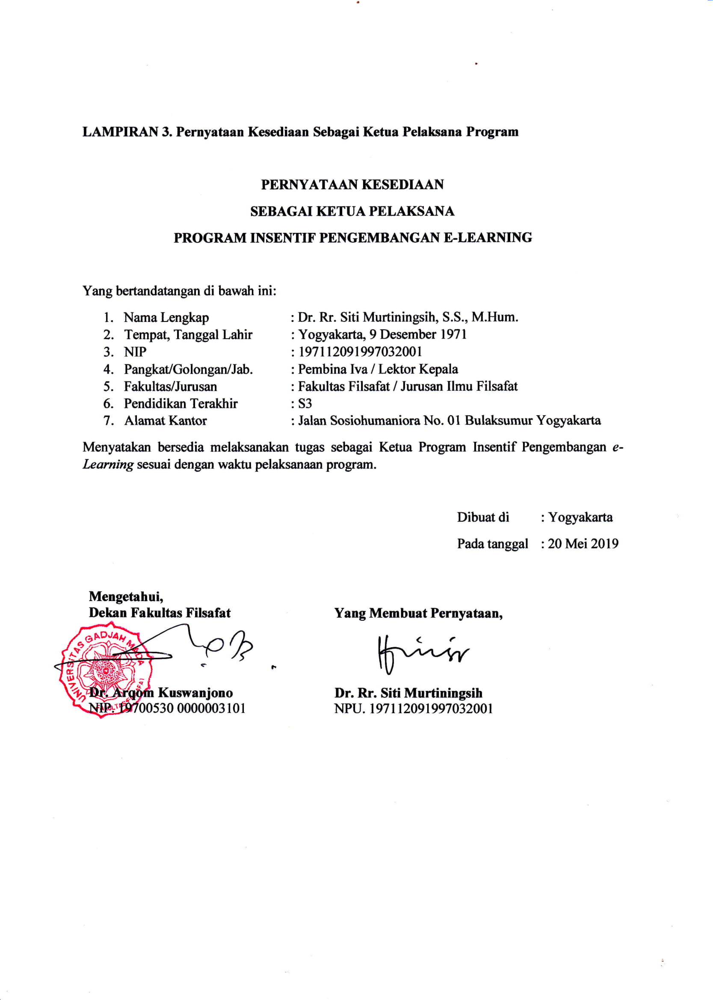 LAMPIRAN 3. Pernyataan Kesediaan Sebagai Ketua Pelaksana Program
PERNYATAAN KESEDIAAN
SEBAGAI KETUA PELAKSANA
PROGRAM INSENTIF PENGEMBANGAN E-LEARNING
Yang bertandatangan di bawah ini:
1. Nama Lengkap : Dr. Rr. Siti Murtiningsih, S.S., M.Hum.
2. Tempat, Tanggal Lahir : Yogyakarta, 9 Desember 1971
3. NIP : 197112091997032001
4. Pangkat/Golongan/Jab. : Pembina Iva / Lektor Kepala
5. Fakultas/Jurusan : Fakultas Filsafat / Jurusan Ilmu Filsafat
6. Pendidikan Terakhir : S3
7. Alamat Kantor : Jalan Sosiohumaniora No. 01 Bulaksumur Yogyakarta
Menyatakan bersedia melaksanakan tugas sebagai Ketua Program Insentif Pengembangan e-
Learning sesuai dengan waktu pelaksanaan program.
Dibuat di : Yogyakarta
Pada tanggal : 20 Mei 2019
Mengetahui,
Dekan Fakultas Filsafat
Yang Membuat Pernyataan,
UNIVERSITAS GADJAH MADA
Dr. Arqom Kuswanjono
NIP. 19700530 0000003101
Dr. Rr. Siti Murtiningsih
NPU. 197112091997032001